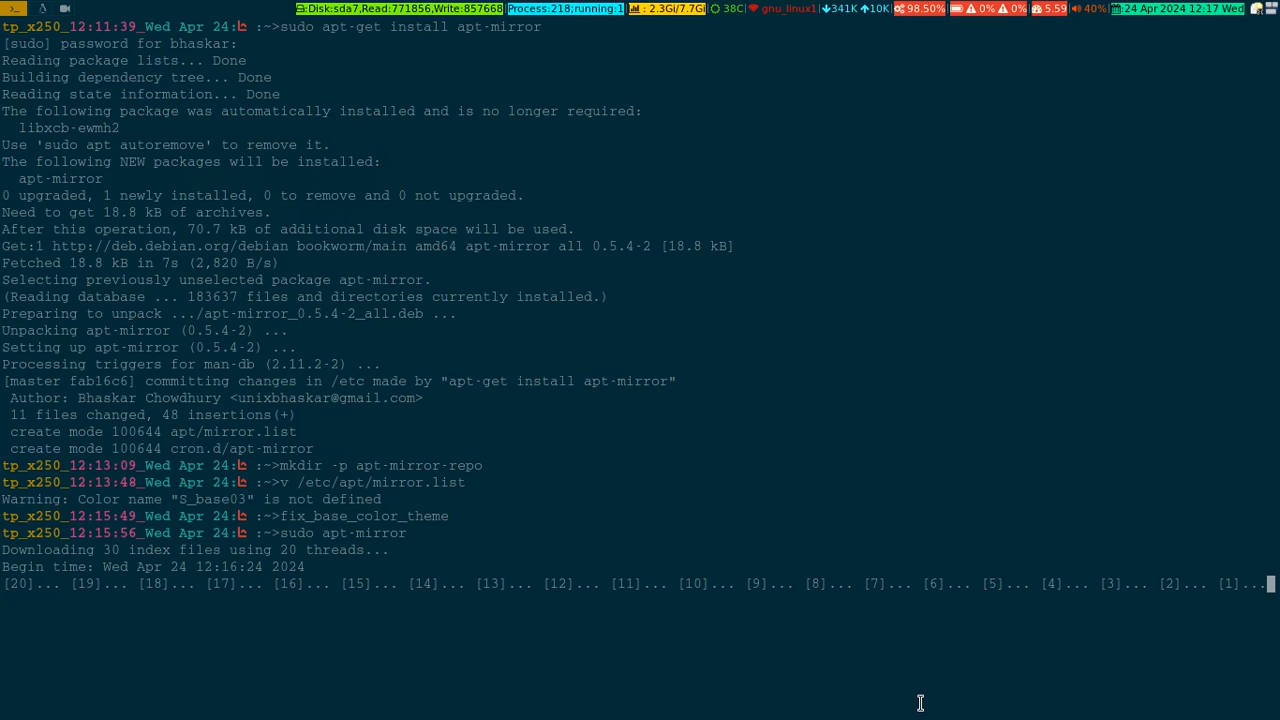 Disk:sda7,Read:771856,Write:857668 Process:218;running:1 : 2.3Gi/7.7Gi 38C gnu_linux1 341K 10K 98.50% 0% 0% 5.59 40% :24 Apr 2024 12:17 Wed
tp_x250_12:11:39_Wed Apr 24: :~>sudo apt-get install apt-mirror
[sudo] password for bhaskar:
Reading package lists... Done
Building dependency tree... Done
Reading state information... Done
The following package was automatically installed and is no longer required:
libxcb-ewmh2
Use 'sudo apt autoremove' to remove it.
The following NEW packages will be installed:
apt-mirror
0 upgraded, 1 newly installed, 0 to remove and 0 not upgraded.
Need to get 18.8 kB of archives.
After this operation, 70.7 kB of additional disk space will be used.
Get:1 http://deb.debian.org/debian bookworm/main amd64 apt-mirror all 0.5.4-2 [18.8 kB]
Fetched 18.8 kB in 7s (2,820 B/s)
Selecting previously unselected package apt-mirror.
(Reading database ... 183637 files and directories currently installed.)
Preparing to unpack .../apt-mirror_0.5.4-2_all.deb ...
Unpacking apt-mirror (0.5.4-2) ...
Setting up apt-mirror (0.5.4-2) ...
Processing triggers for man-db (2.11.2-2) ...
[master fab16c6] committing changes in /etc made by "apt-get install apt-mirror"
Author: Bhaskar Chowdhury <unixbhaskar@gmail.com>
11 files changed, 48 insertions(+)
create mode 100644 apt/mirror.list
create mode 100644 cron.d/apt-mirror
tp_x250_12:13:09_Wed Apr 24: :~>mkdir -p apt-mirror-repo
tp_x250_12:13:48_Wed Apr 24: :~>v /etc/apt/mirror.list
Warning: Color name "S_base03" is not defined
tp_x250_12:15:49_Wed Apr 24: :~>fix_base_color_theme
tp_x250_12:15:56_Wed Apr 24: :~>sudo apt-mirror
Downloading 30 index files using 20 threads...
Begin time: Wed Apr 24 12:16:24 2024
[20]... [19]... [18]... [17]... [16]... [15]... [14]... [13]... [12]... [11]... [10]... [9]... [8]... [7]... [6]... [5]... [4]... [3]... [2]... [1]...